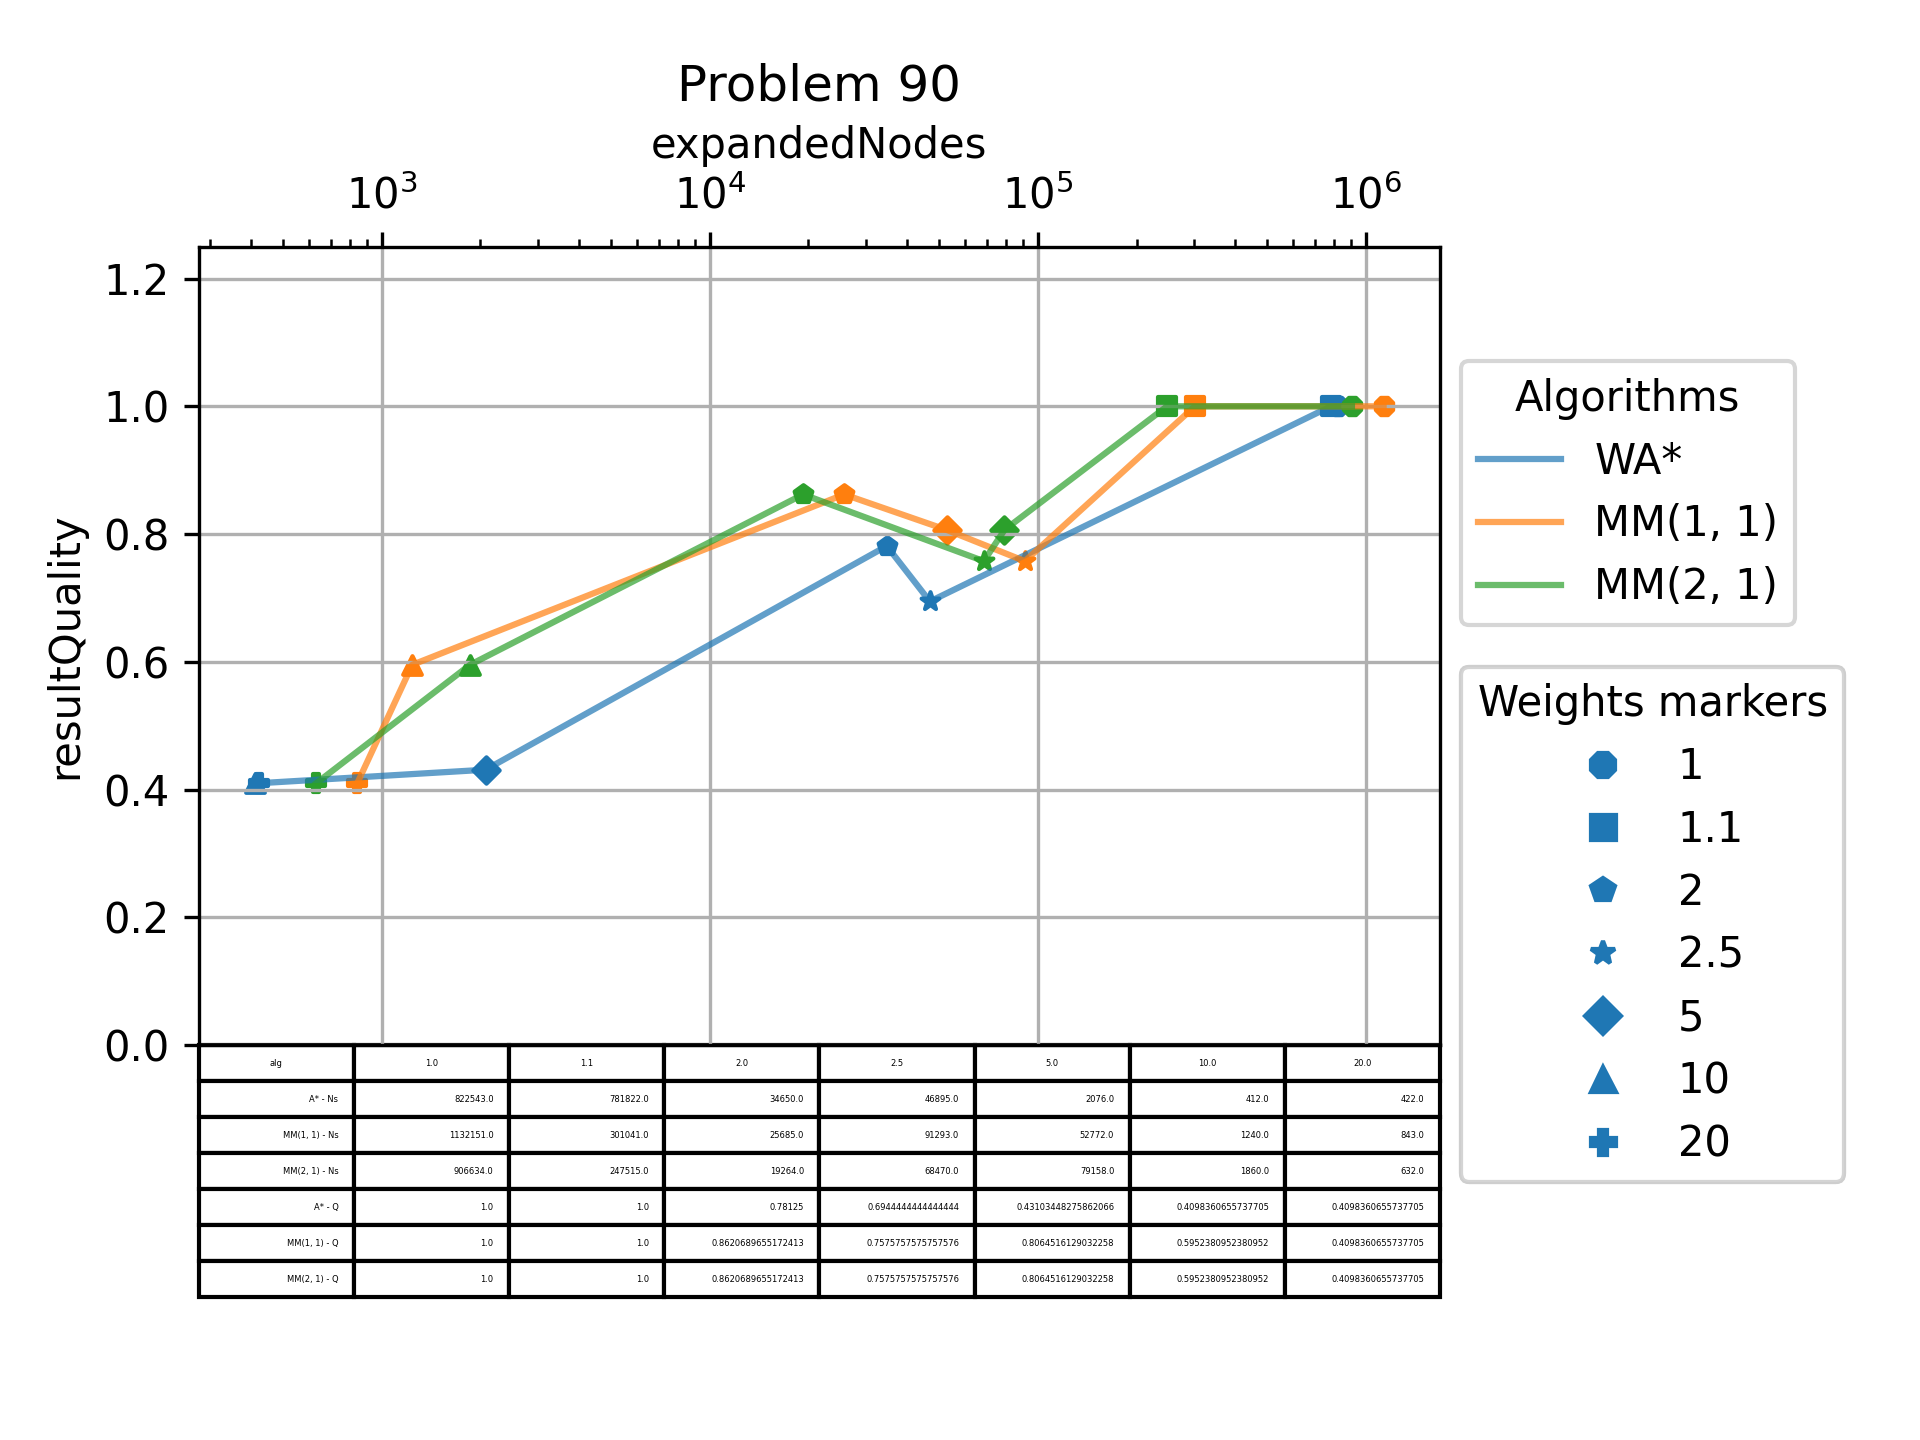 Problem 90
expandedNodes
10³ 10⁴ 10⁵ 10⁶
resultQuality
1.2
1.0
0.8
0.6
0.4
0.2
0.0
Algorithms
WA*
MM(1, 1)
MM(2, 1)
Weights markers
1
1.1
2
2.5
5
10
20
alg 1.0 1.1 2.0 2.5 5.0 10.0 20.0
A* - Ns 822543.0 781822.0 34650.0 46895.0 2076.0 412.0 422.0
MM(1, 1) - Ns 1132151.0 301041.0 25685.0 91293.0 52772.0 1240.0 843.0
MM(2, 1) - Ns 906634.0 247515.0 19264.0 68470.0 79158.0 1860.0 632.0
A* - Q 1.0 1.0 0.78125 0.6944444444444444 0.43103448275862066 0.4098360655737705 0.4098360655737705
MM(1, 1) - Q 1.0 1.0 0.8620689655172413 0.7575757575757576 0.8064516129032258 0.5952380952380952 0.4098360655737705
MM(2, 1) - Q 1.0 1.0 0.8620689655172413 0.7575757575757576 0.8064516129032258 0.5952380952380952 0.4098360655737705